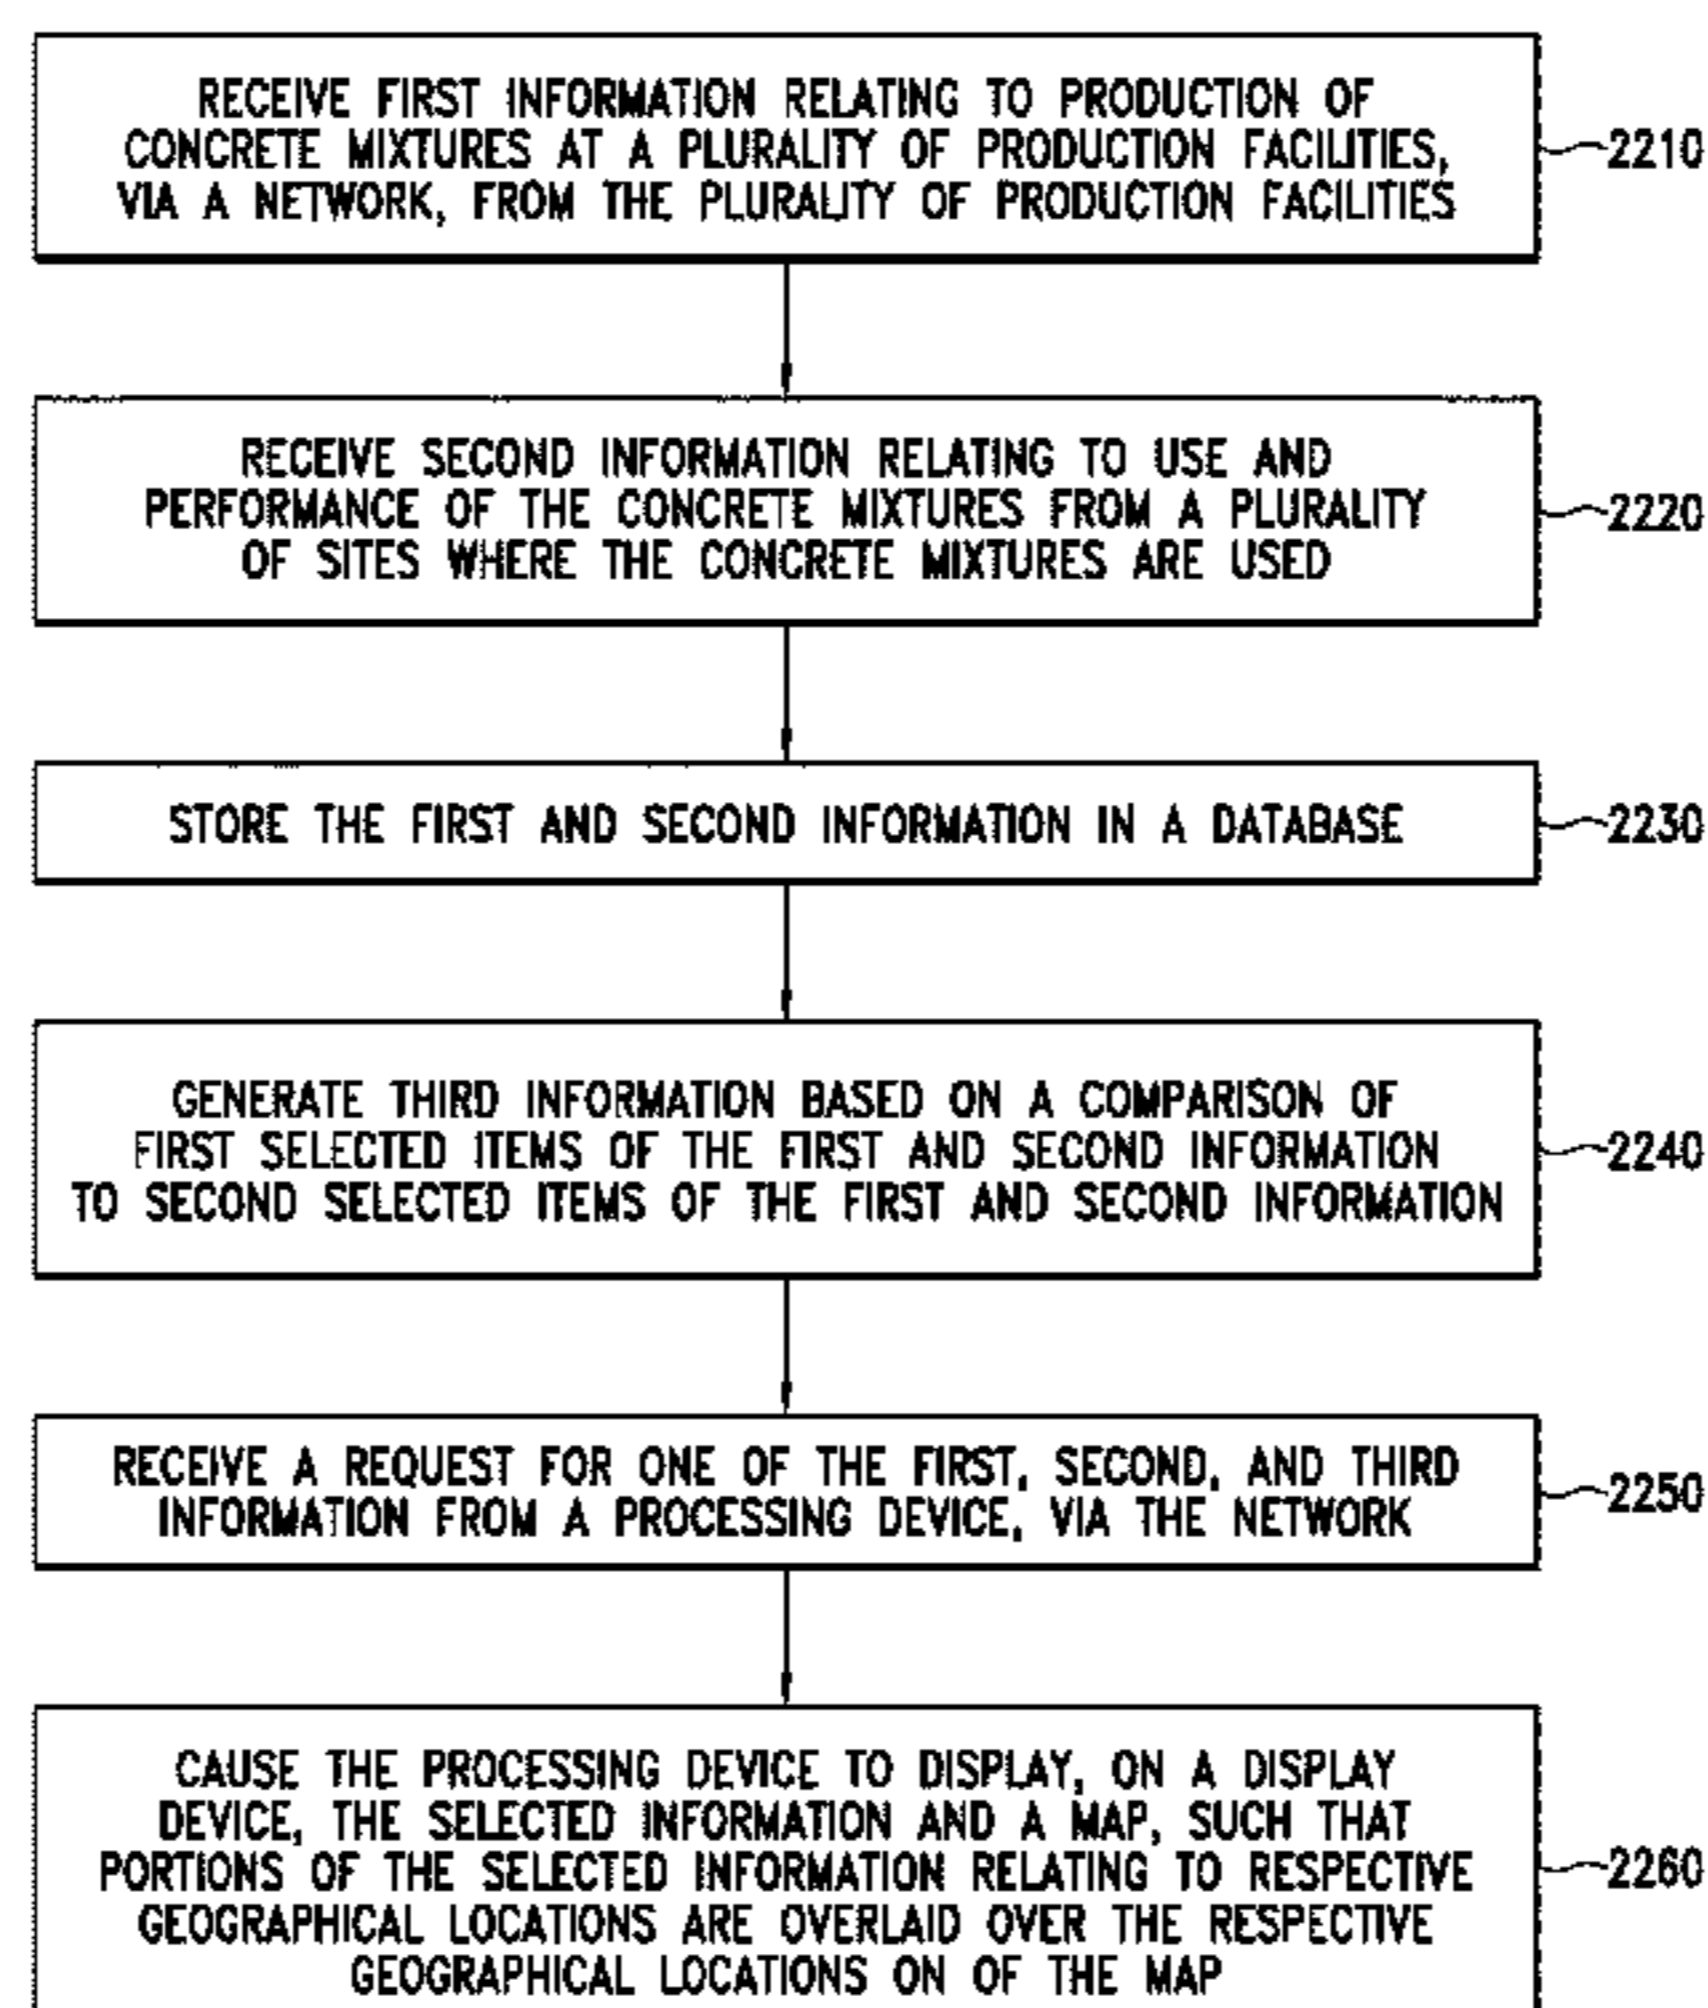 RECEIVE FIRST INFORMATION RELATING TO PRODUCTION OF
CONCRETE MIXTURES AT A PLURALITY OF PRODUCTION FACILITIES,
VIA A NETWORK, FROM THE PLURALITY OF PRODUCTION FACILITIES
2210
RECEIVE SECOND INFORMATION RELATING TO USE AND
PERFORMANCE OF THE CONCRETE MIXTURES FROM A PLURALITY
OF SITES WHERE THE CONCRETE MIXTURES ARE USED
2220
STORE THE FIRST AND SECOND INFORMATION IN A DATABASE
2230
GENERATE THIRD INFORMATION BASED ON A COMPARISON OF
FIRST SELECTED ITEMS OF THE FIRST AND SECOND INFORMATION
TO SECOND SELECTED ITEMS OF THE FIRST AND SECOND INFORMATION
2240
RECEIVE A REQUEST FOR ONE OF THE FIRST, SECOND, AND THIRD
INFORMATION FROM A PROCESSING DEVICE, VIA THE NETWORK
2250
CAUSE THE PROCESSING DEVICE TO DISPLAY, ON A DISPLAY
DEVICE, THE SELECTED INFORMATION AND A MAP, SUCH THAT
PORTIONS OF THE SELECTED INFORMATION RELATING TO RESPECTIVE
GEOGRAPHICAL LOCATIONS ARE OVERLAID OVER THE RESPECTIVE
GEOGRAPHICAL LOCATIONS ON OF THE MAP
2260